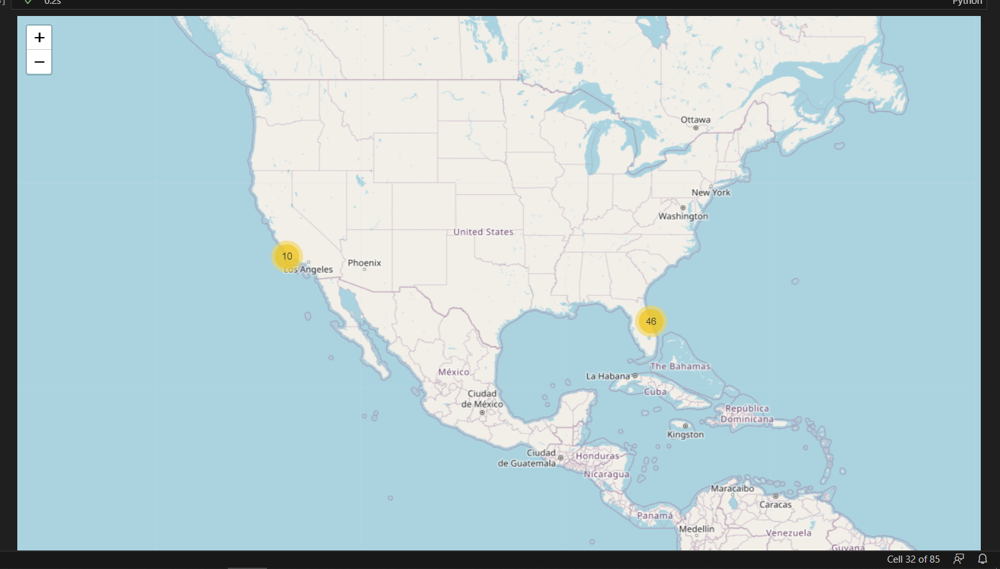 0.2s
Python
+
−
Ottawa
New York
Washington
United States
10
Los Angeles
Phoenix
46
México
La Habana
The Bahamas
Cuba
Ciudad
de México
República
Dominicana
Kingston
Ciudad
de Guatemala
Honduras
Nicaragua
Maracaibo
Caracas
Panamá
Medellín
Venezuela
Guyana
Cell 32 of 85